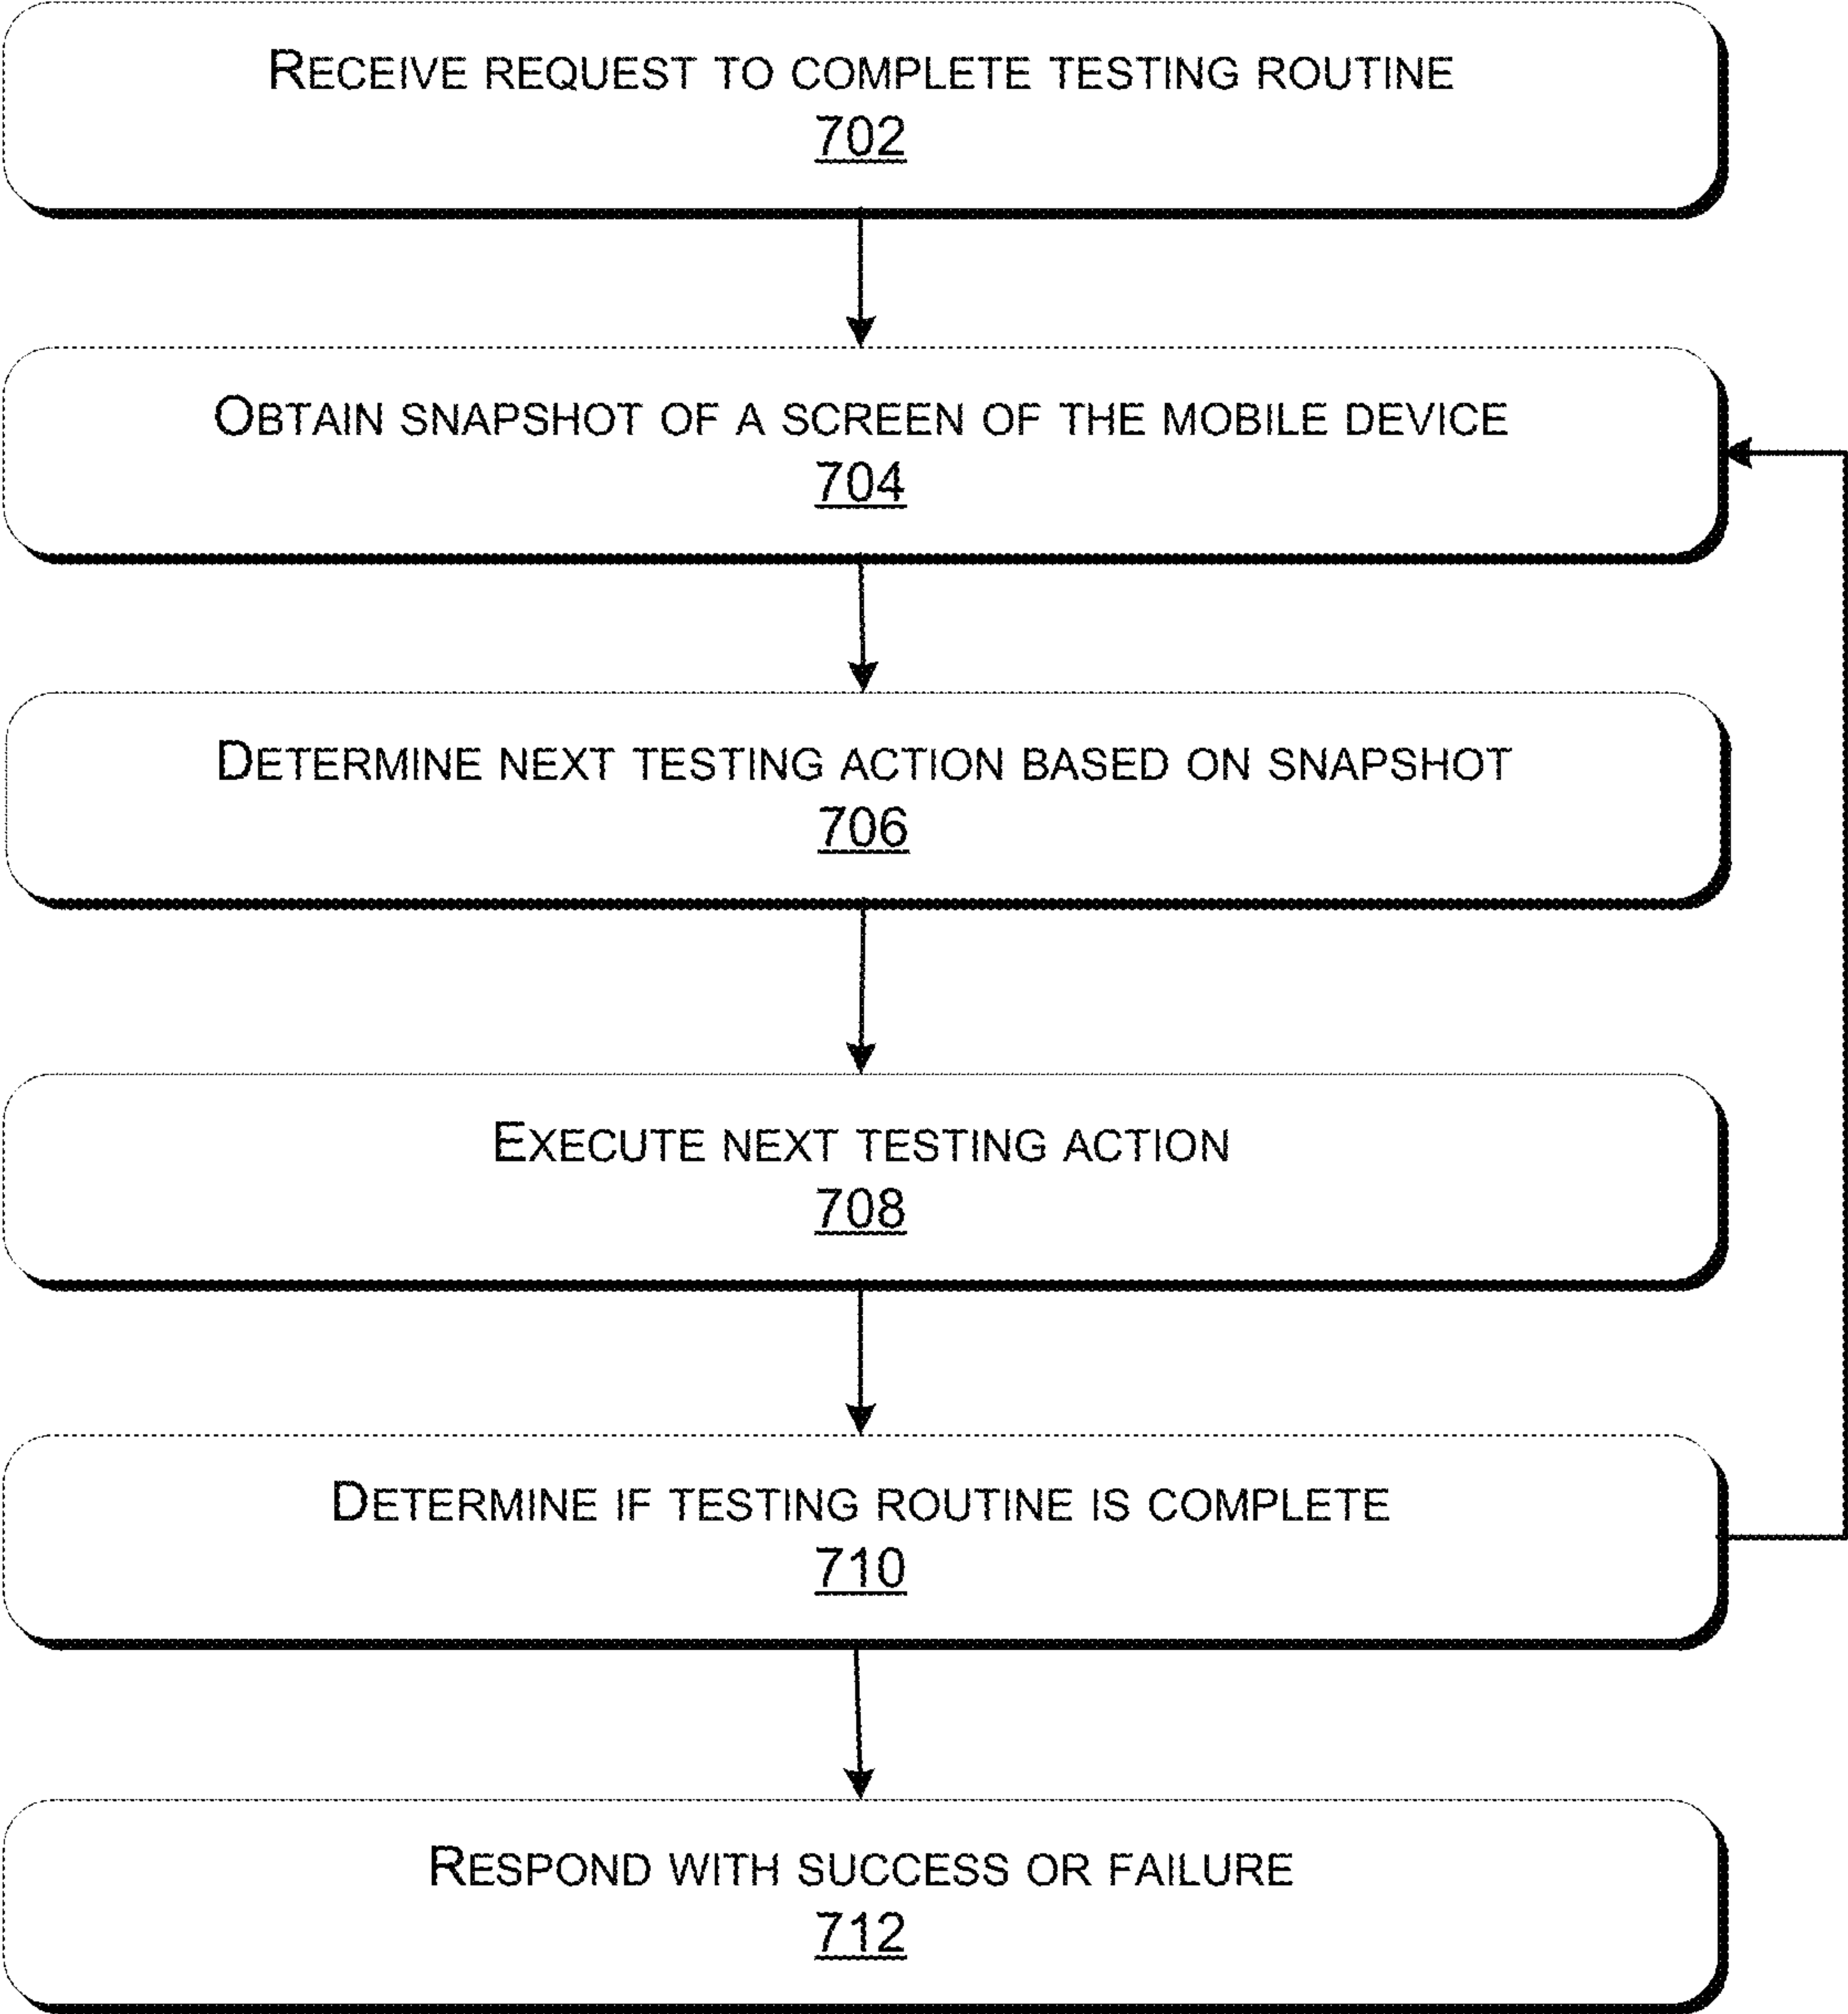 RECEIVE REQUEST TO COMPLETE TESTING ROUTINE
702
OBTAIN SNAPSHOT OF A SCREEN OF THE MOBILE DEVICE
704
DETERMINE NEXT TESTING ACTION BASED ON SNAPSHOT
706
EXECUTE NEXT TESTING ACTION
708
DETERMINE IF TESTING ROUTINE IS COMPLETE
710
RESPOND WITH SUCCESS OR FAILURE
712